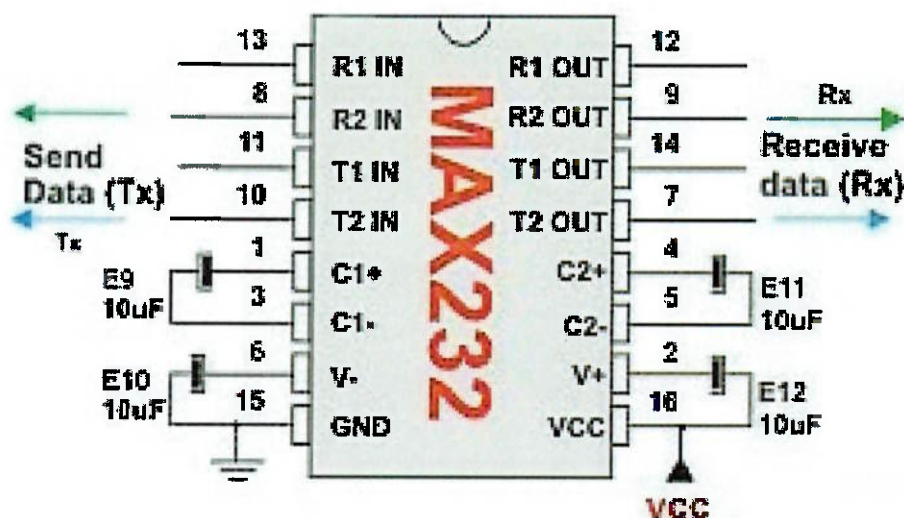 13
R1 IN
R1 OUT
12
8
R2 IN
R2 OUT
9
Rx
Send
Data (Tx)
11
T1 IN
T1 OUT
14
Receive
data (Rx)
10
T2 IN
T2 OUT
7
Tx
MAX232
1
C1+
C2+
4
E9
10uF
E11
10uF
3
C1-
C2-
5
6
V-
V+
2
E10
10uF
E12
10uF
15
GND
VCC
16
VCC